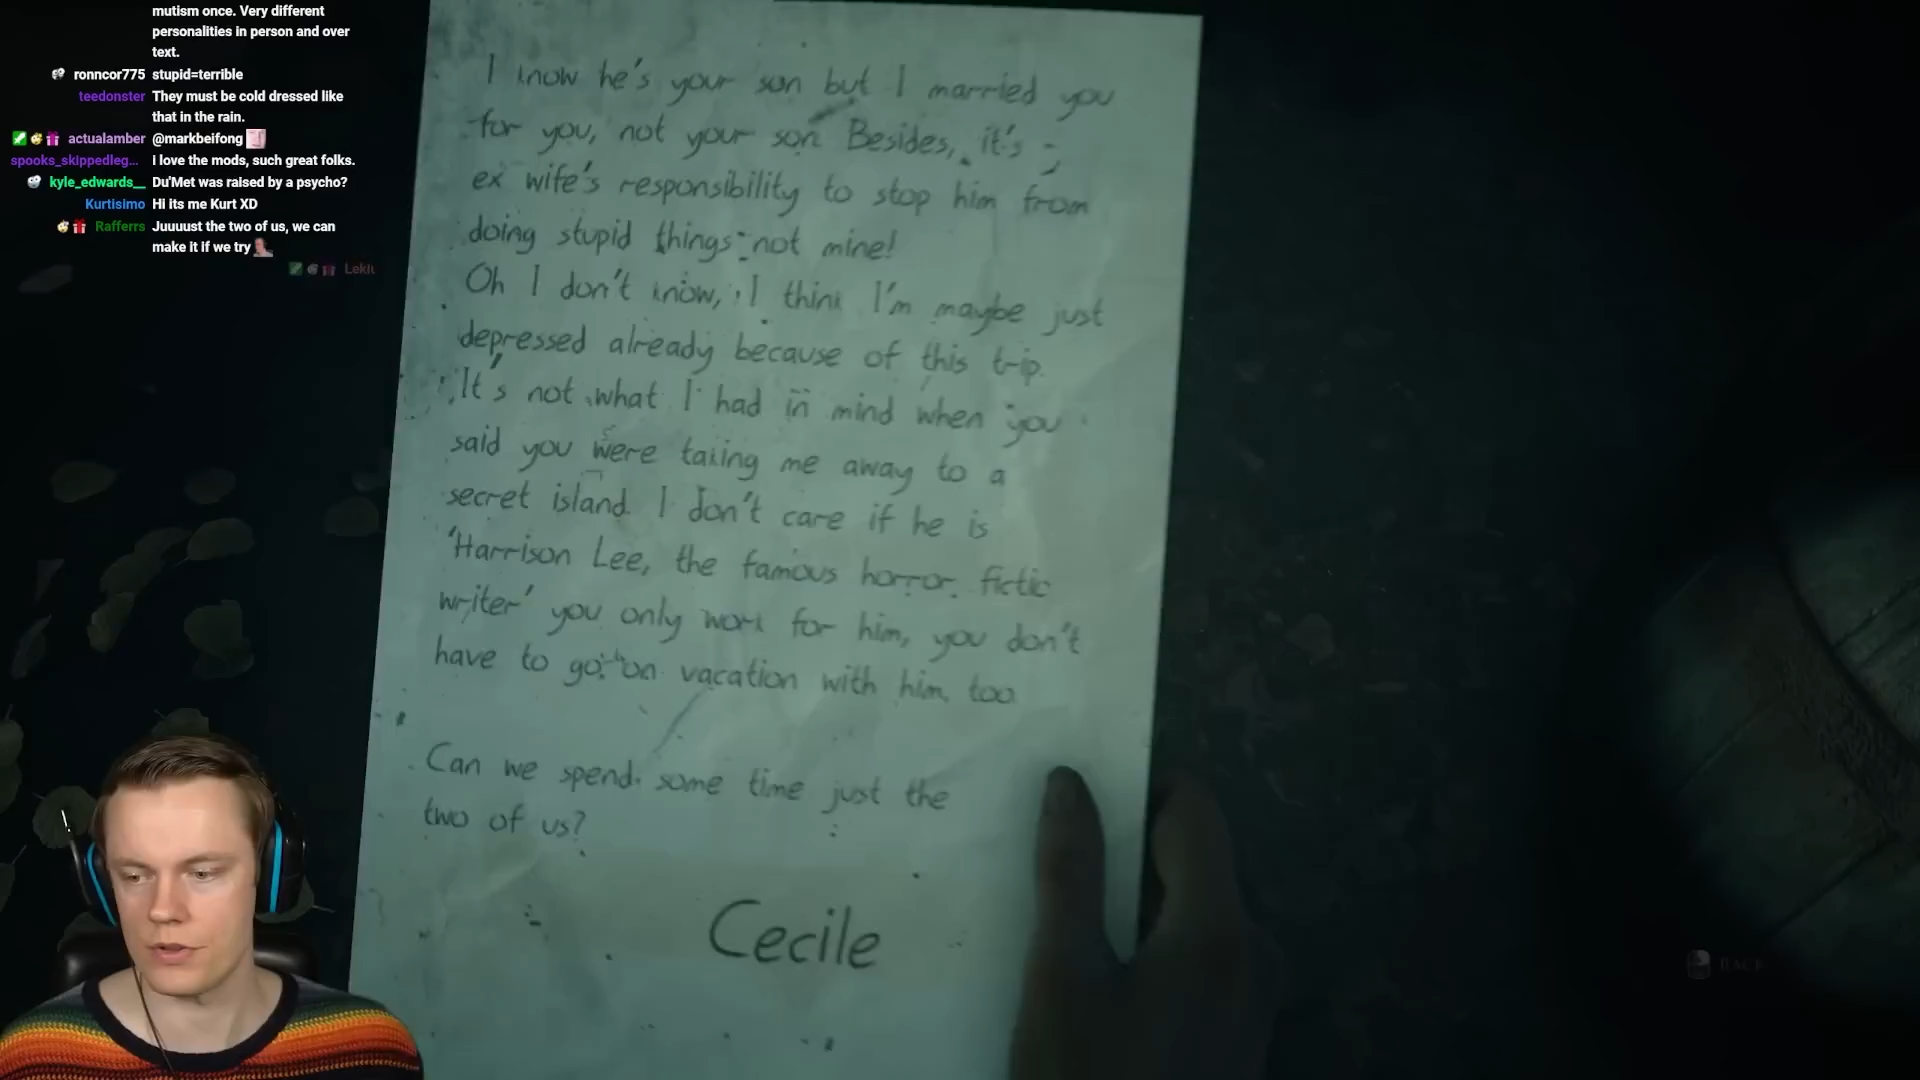 mutism once. Very different
personalities in person and over
text.
ronncor775 stupid=terrible
teedonster They must be cold dressed like
that in the rain.
actualamber @markbeifong
spooks_skippedleg... I love the mods, such great folks.
kyle_edwards__ Du'Met was raised by a psycho?
Kurtisimo Hi its me Kurt XD
Rafferrs Juuuust the two of us, we can
make it if we try
I know he's your son but I married you
for you, not your son. Besides, it's
ex wife's responsibility to stop him from
doing stupid things not mine!
Oh I don't know, I think I'm maybe just
depressed already because of this trip.
It's not what I had in mind when you
said you were taking me away to a
secret island. I don't care if he is
'Harrison Lee, the famous horror fictio
writer' you only work for him, you don't
have to go on vacation with him, too
Can we spend some time just the
two of us?
Cecile
BACK